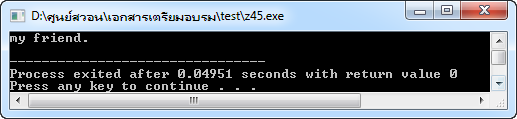 D:\ศูนย์สวอน\เอกสารเตรียมอบรม\test\z45.exe
my friend.
--------------------------------
Process exited after 0.04951 seconds with return value 0
Press any key to continue . . .